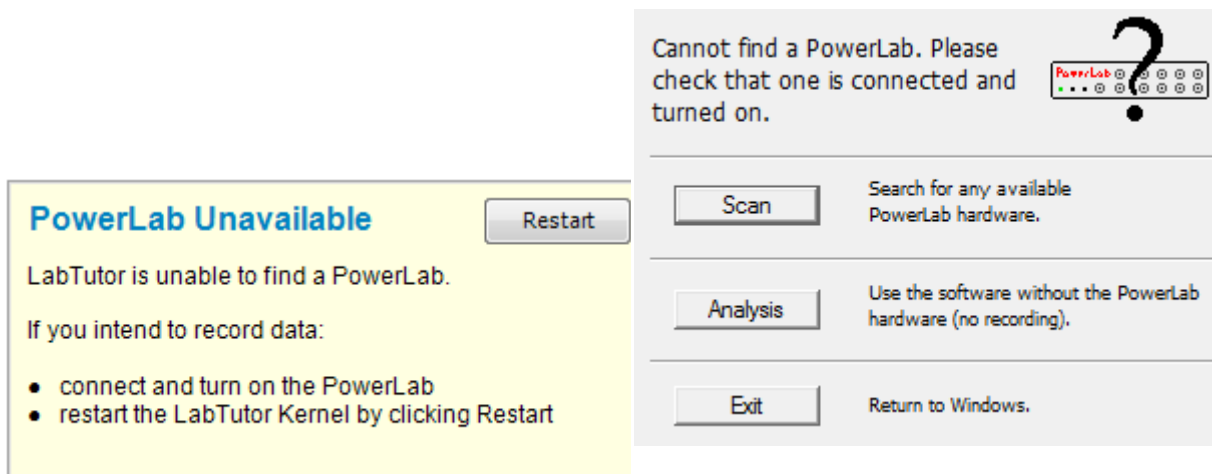 PowerLab Unavailable
Restart
LabTutor is unable to find a PowerLab.
If you intend to record data:
● connect and turn on the PowerLab
● restart the LabTutor Kernel by clicking Restart
Cannot find a PowerLab. Please
check that one is connected and
turned on.
PowerLab
?
Scan
Search for any available
PowerLab hardware.
Analysis
Use the software without the PowerLab
hardware (no recording).
Exit
Return to Windows.